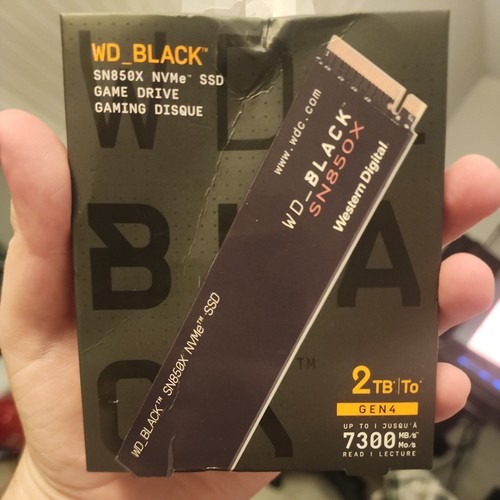 WD_BLACK™
SN850X NVMe™ SSD
GAME DRIVE
GAMING DISQUE
www.wdc.com
WD_BLACK™
SN850X
Western Digital.
WD_BLACK™ SN850X NVMe™ SSD
2TB*|To*
GEN4
UP TO | JUSQU'À
7300 MB/s*
Mo/s
READ | LECTURE